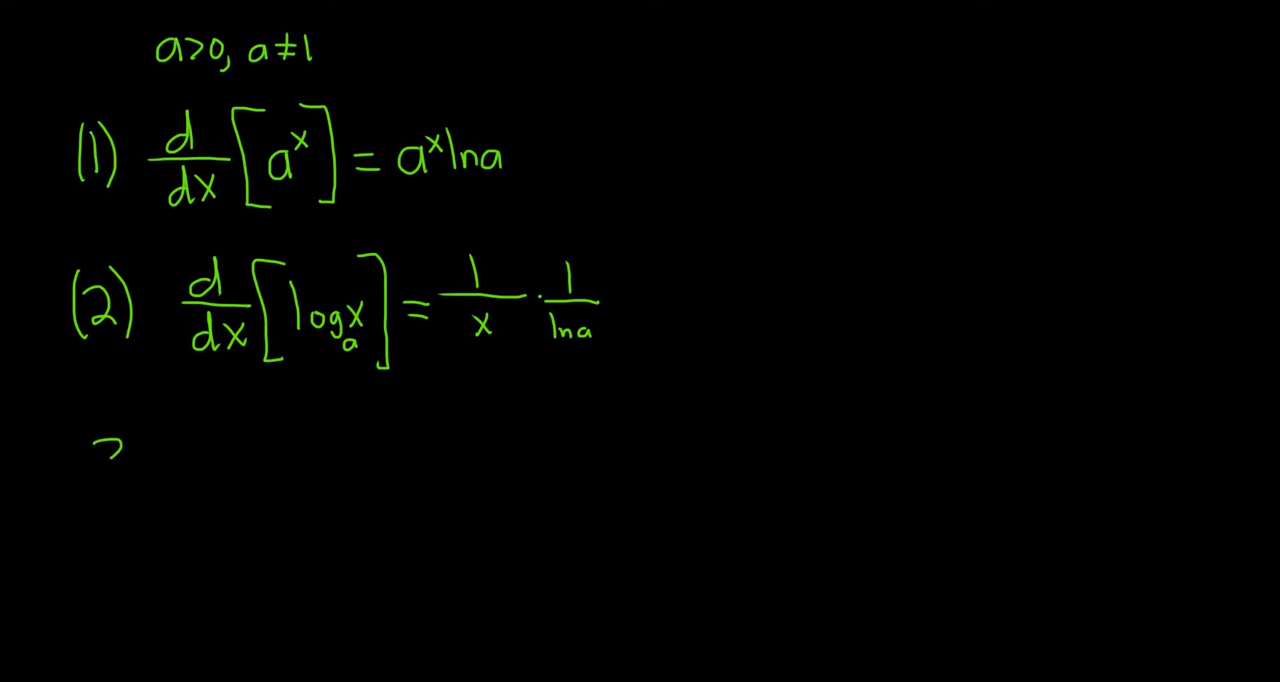 a>0, a≠1
(1) d/dx [a^x] = a^x ln a
(2) d/dx [log_a x] = 1/x · 1/ln a